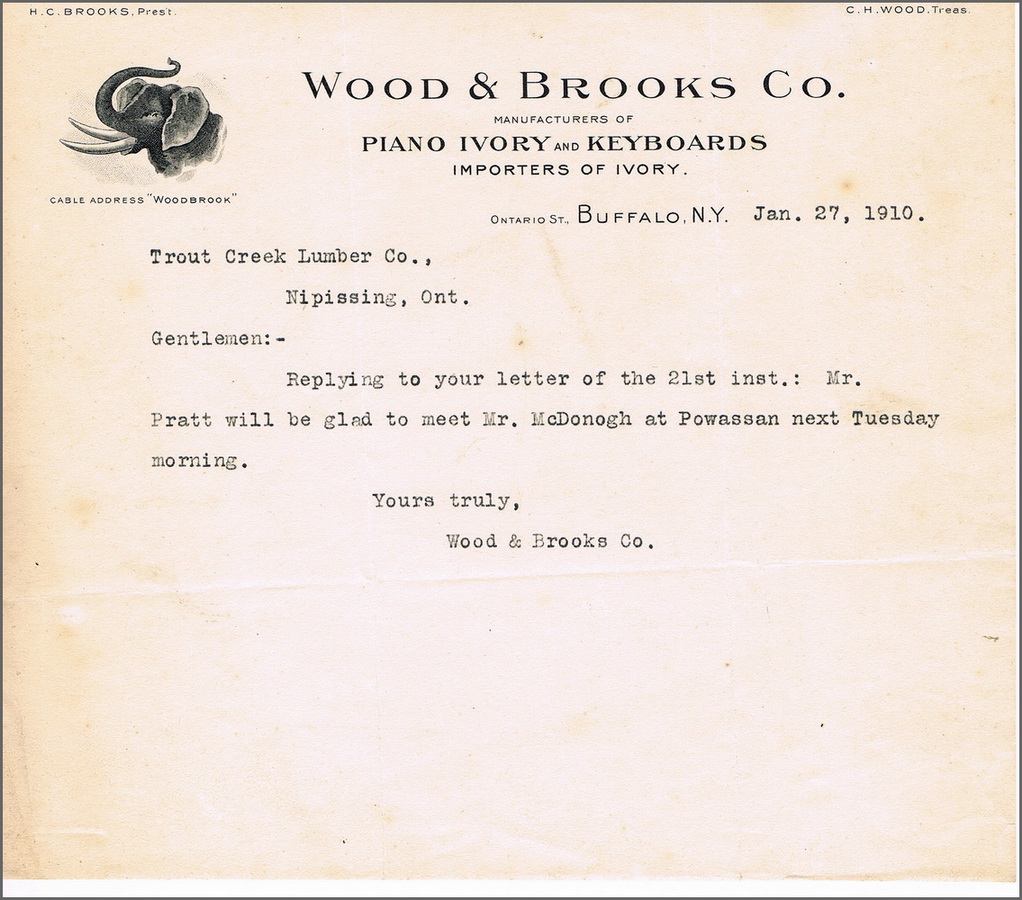 H.C. BROOKS, Pres't.
C.H. WOOD, Treas.
WOOD & BROOKS CO.
MANUFACTURERS OF
PIANO IVORY AND KEYBOARDS
IMPORTERS OF IVORY.
CABLE ADDRESS "WOODBROOK"
ONTARIO ST., BUFFALO, N.Y. Jan. 27, 1910.
Trout Creek Lumber Co.,
Nipissing, Ont.
Gentlemen:-
Replying to your letter of the 21st inst.: Mr.
Pratt will be glad to meet Mr. McDonogh at Powassan next Tuesday
morning.
Yours truly,
Wood & Brooks Co.